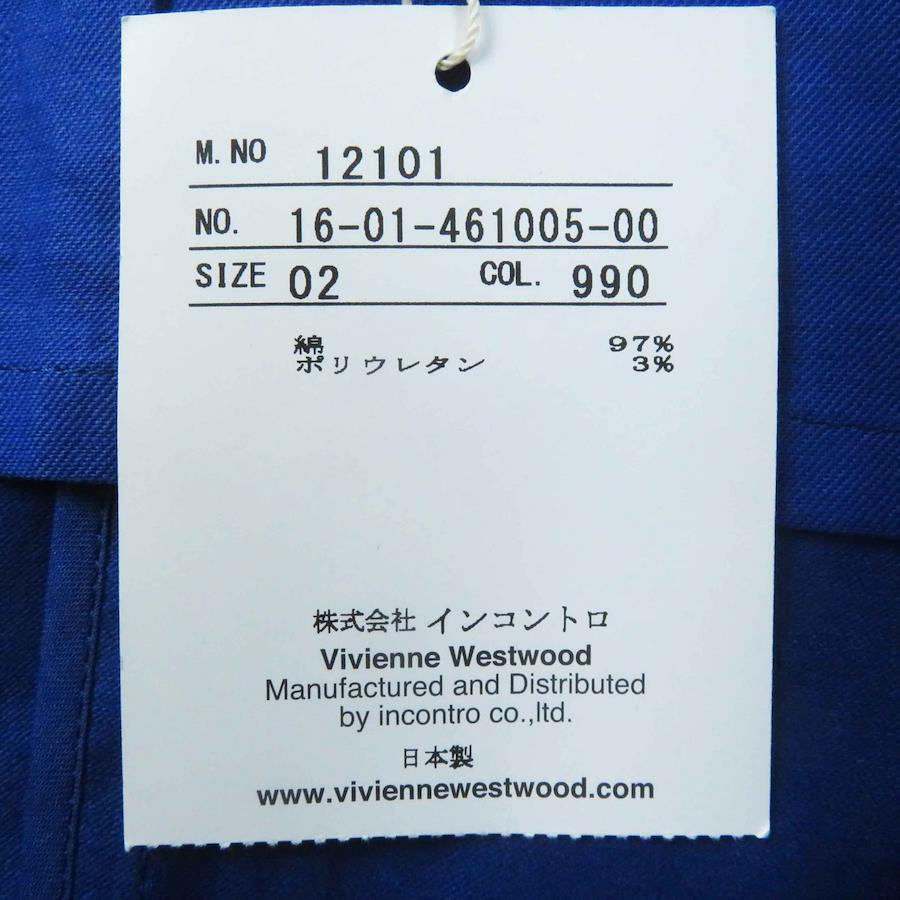 M. NO 12101
NO. 16-01-461005-00
SIZE 02 COL. 990
綿 97%
ポリウレタン 3%
株式会社 インコントロ
Vivienne Westwood
Manufactured and Distributed
by incontro co.,ltd.
日本製
www.viviennewestwood.com